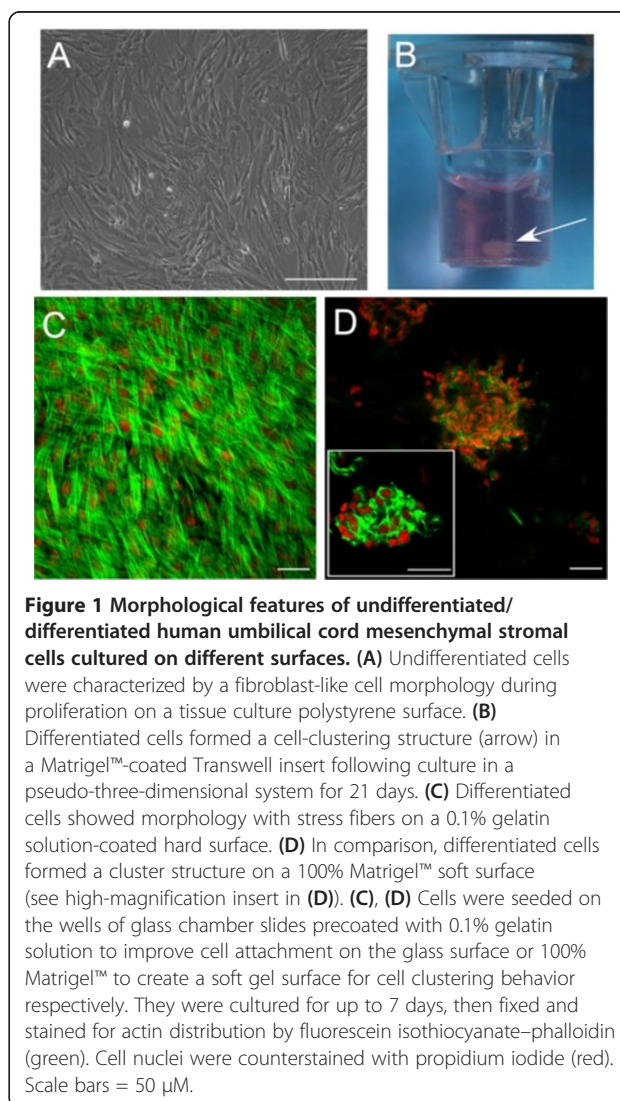 A
B
C
D
Figure 1 Morphological features of undifferentiated/
differentiated human umbilical cord mesenchymal stromal
cells cultured on different surfaces. (A) Undifferentiated cells
were characterized by a fibroblast-like cell morphology during
proliferation on a tissue culture polystyrene surface. (B)
Differentiated cells formed a cell-clustering structure (arrow) in
a Matrigel™-coated Transwell insert following culture in a
pseudo-three-dimensional system for 21 days. (C) Differentiated
cells showed morphology with stress fibers on a 0.1% gelatin
solution-coated hard surface. (D) In comparison, differentiated cells
formed a cluster structure on a 100% Matrigel™ soft surface
(see high-magnification insert in (D)). (C), (D) Cells were seeded on
the wells of glass chamber slides precoated with 0.1% gelatin
solution to improve cell attachment on the glass surface or 100%
Matrigel™ to create a soft gel surface for cell clustering behavior
respectively. They were cultured for up to 7 days, then fixed and
stained for actin distribution by fluorescein isothiocyanate–phalloidin
(green). Cell nuclei were counterstained with propidium iodide (red).
Scale bars = 50 μM.